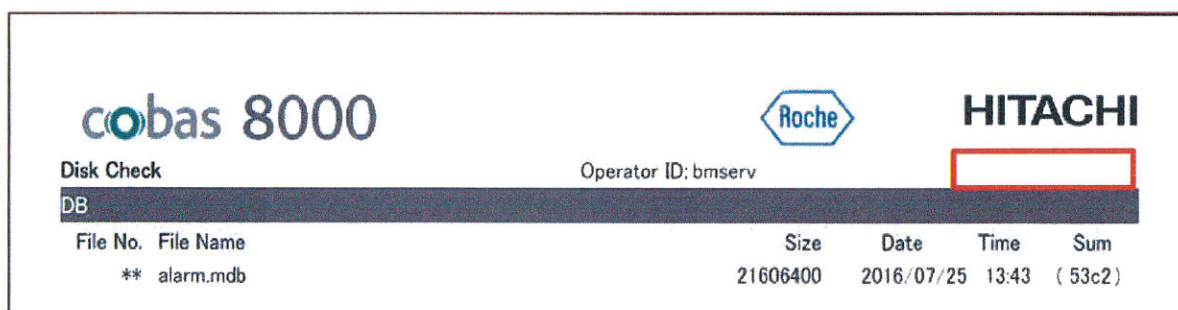 cobas 8000 Roche HITACHI
Disk Check Operator ID: bmserv
DB
File No. File Name Size Date Time Sum
** alarm.mdb 21606400 2016/07/25 13:43 ( 53c2)